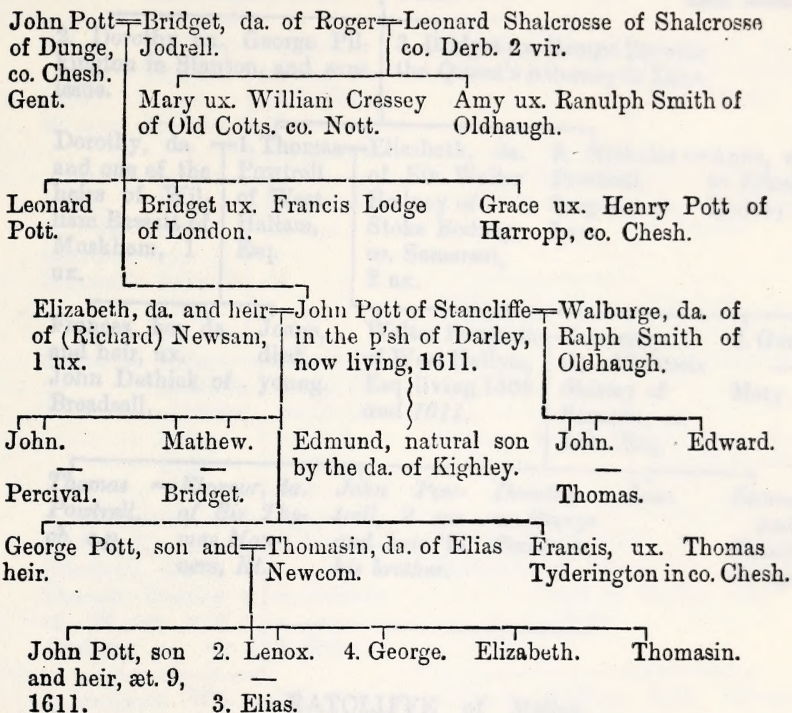 John Pott=Bridget, da. of Roger=Leonard Shalcrosse of Shalcrosse
of Dunge, Jodrell. co. Derb. 2 vir.
co. Chesh.
Gent. Mary ux. William Cressey Amy ux. Ranulph Smith of
of Old Cotts. co. Nott. Oldhaugh.
Leonard Bridget ux Francis Lodge Grace ux. Henry Pott of
Pott. of London. Harropp, co. Chesh.
Elizabeth, da. and heir=John Pott of Stancliffe=Walburge, da. of
of (Richard) Newsam, in the p'sh of Darley, Ralph Smith of
1 ux. now living, 1611. Oldhaugh.
John. Mathew. Edmund, natural son John. Edward.
by the da. of Kighley.
Percival. Bridget. Thomas.
George Pott, son and=Thomasin, da. of Elias Francis, ux. Thomas
heir. Newcom. Tyderington in co. Chesh.
John Pott, son 2. Lenox. 4. George. Elizabeth. Thomasin.
and heir, æt. 9,
1611. 3. Elias.